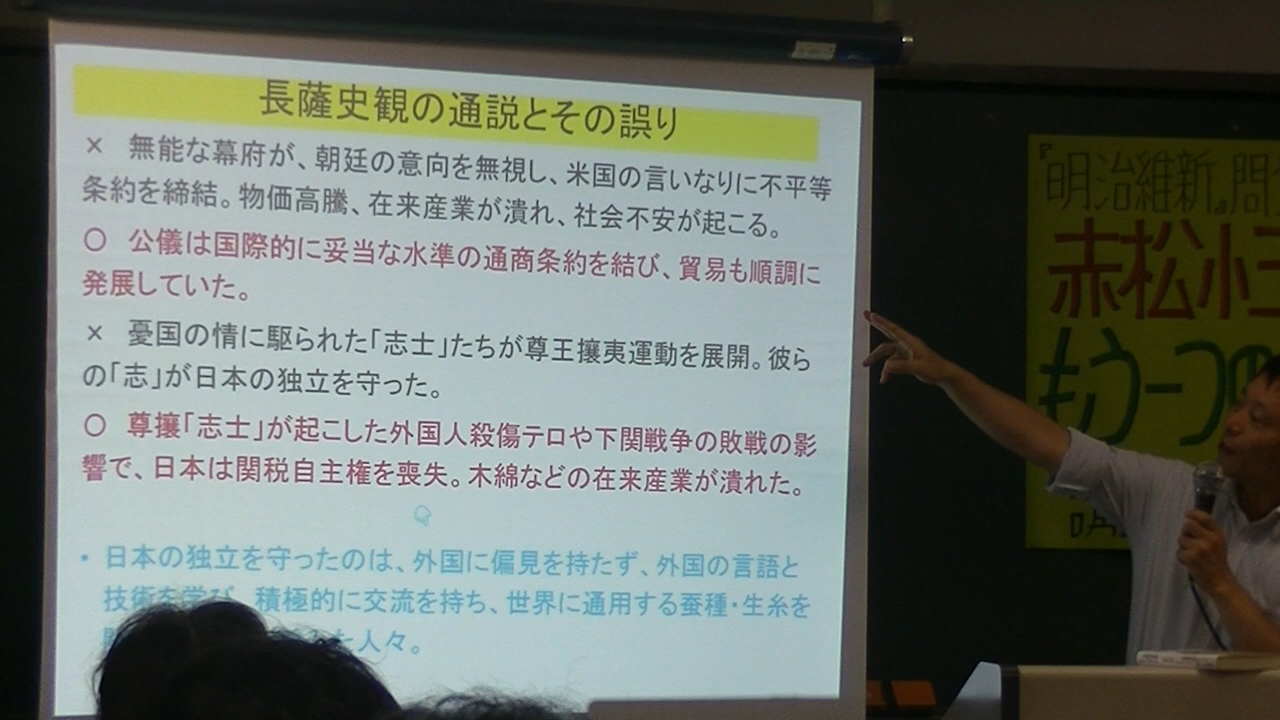 長薩史観の通説とその誤り
× 無能な幕府が、朝廷の意向を無視し、米国の言いなりに不平等
条約を締結。物価高騰、在来産業が潰れ、社会不安が起こる。
〇 公儀は国際的に妥当な水準の通商条約を結び、貿易も順調に
発展していた。
× 憂国の情に駆られた「志士」たちが尊王攘夷運動を展開。彼ら
の「志」が日本の独立を守った。
〇 尊攘「志士」が起こした外国人殺傷テロや下関戦争の敗戦の影
響で、日本は関税自主権を喪失。木綿などの在来産業が潰れた。
・ 日本の独立を守ったのは、外国に偏見を持たず、外国の言語と
技術を学び、積極的に交流を持ち、世界に通用する蚕種・生糸を
た人々。
『明治維新』問
赤松小三
もう一つの